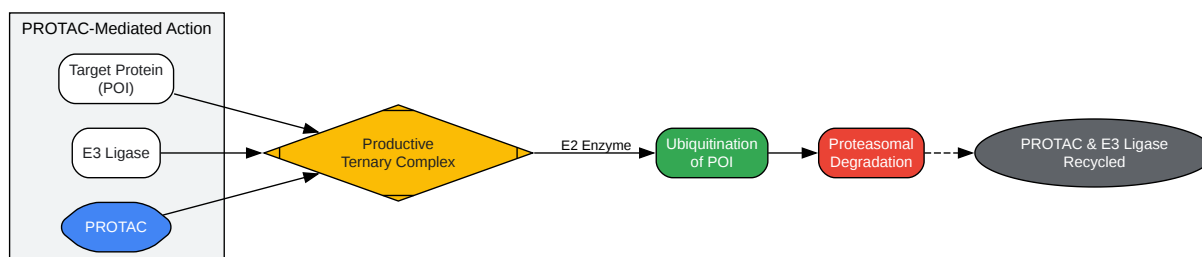 PROTAC-Mediated Action
Target Protein
(POI)
E3 Ligase
PROTAC
Productive
Ternary Complex
E2 Enzyme
Ubiquitination
of POI
Proteasomal
Degradation
PROTAC & E3 Ligase
Recycled